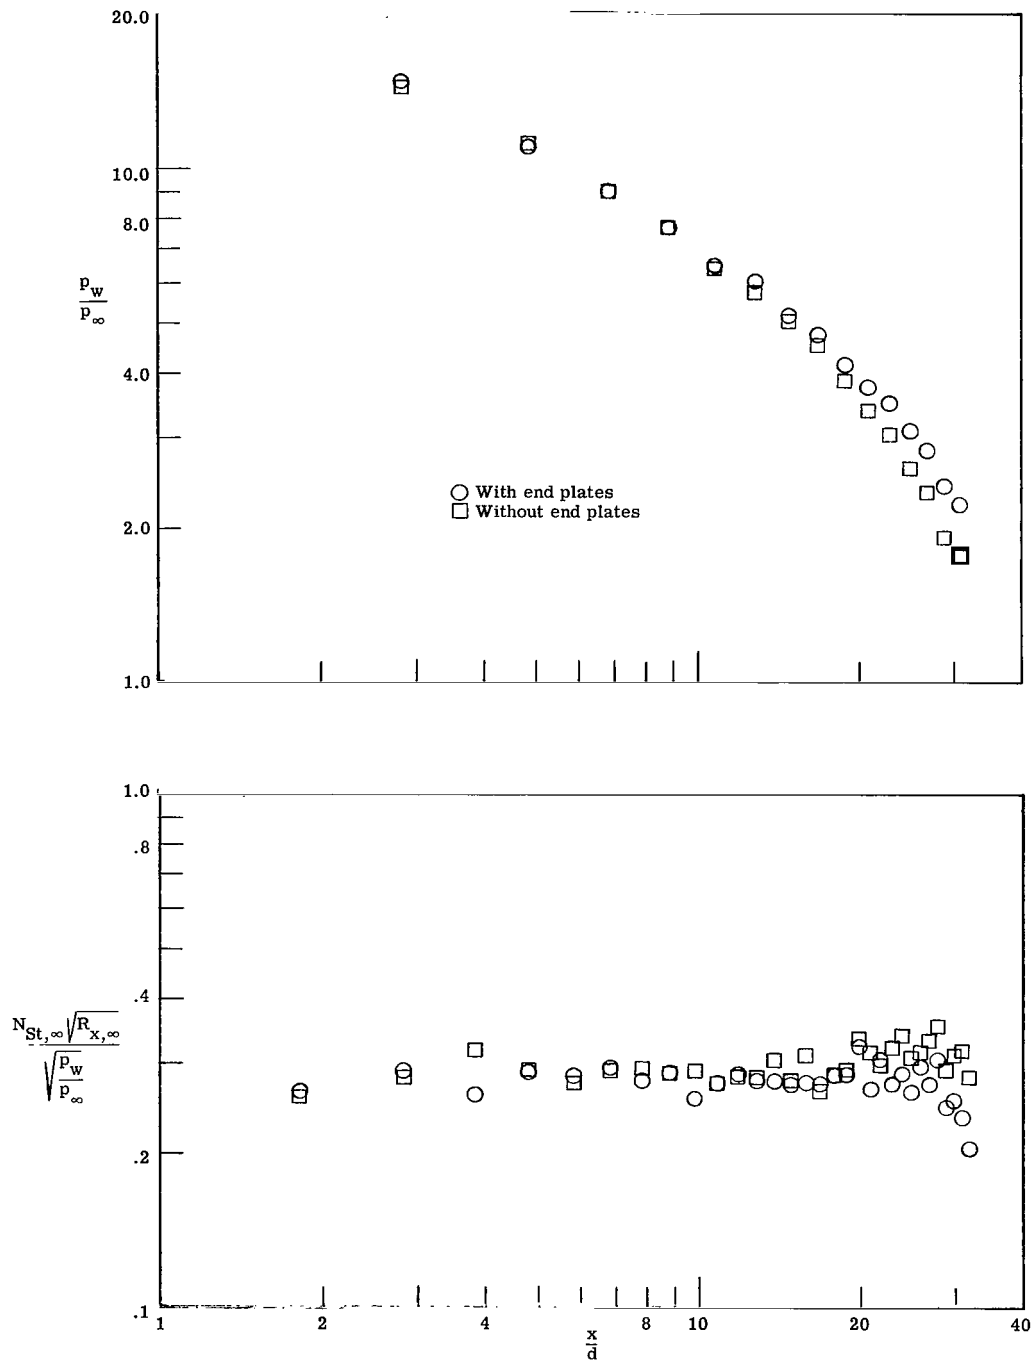 20.0
10.0
8.0
p_w
p_∞
4.0
○ With end plates
□ Without end plates
2.0
1.0
1.0
.8
.4
N_St,∞ √R_x,∞
√p_w
p_∞
.2
.1
1 2 4 8 10 20 40
x
d